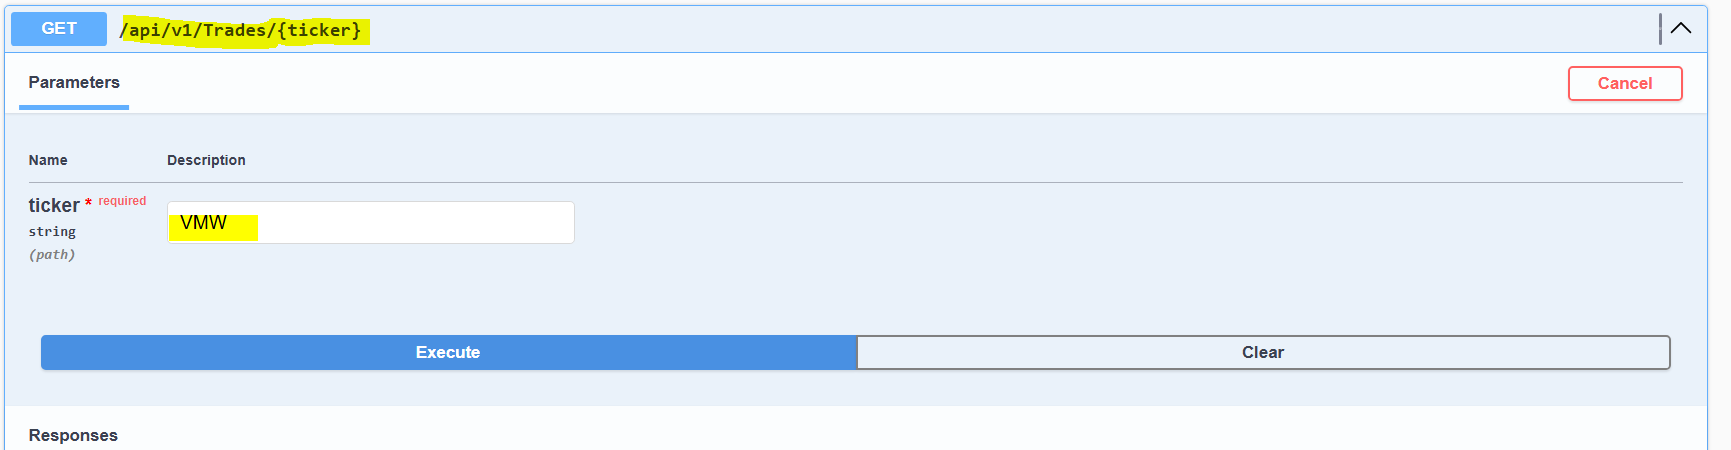 GET /api/v1/Trades/{ticker}
Parameters
Cancel
Name Description
ticker * required
VMW
string
(path)
Execute Clear
Responses